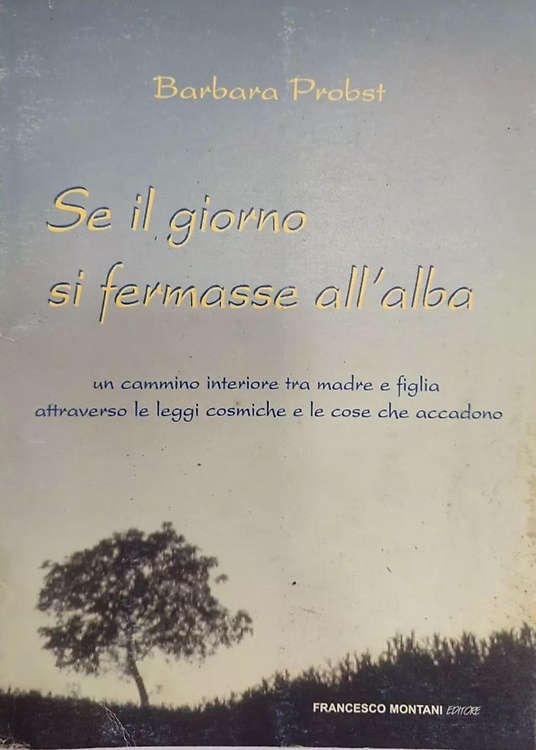 Barbara Probst
Se il giorno
si fermasse all'alba
un cammino interiore tra madre e figlia
attraverso le leggi cosmiche e le cose che accadono
FRANCESCO MONTANI EDITORE